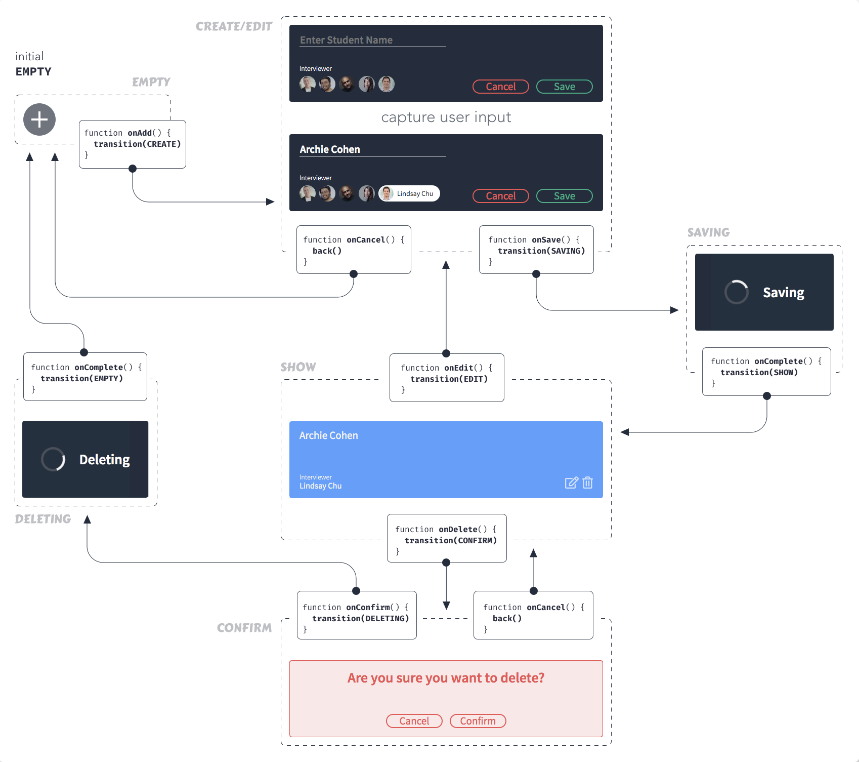 CREATE/EDIT
Enter Student Name
Interviewer
Cancel
Save
initial
EMPTY
EMPTY
function onAdd() {
transition(CREATE)
}
capture user input
Archie Cohen
Interviewer
Lindsay Chu
Cancel
Save
function onCancel() {
back()
}
function onSave() {
transition(SAVING)
}
SAVING
Saving
function onComplete() {
transition(SHOW)
}
function onComplete() {
transition(EMPTY)
}
Deleting
DELETING
SHOW
function onEdit() {
transition(EDIT)
}
Archie Cohen
Interviewer
Lindsay Chu
function onDelete() {
transition(CONFIRM)
}
function onConfirm() {
transition(DELETING)
}
function onCancel() {
back()
}
CONFIRM
Are you sure you want to delete?
Cancel
Confirm